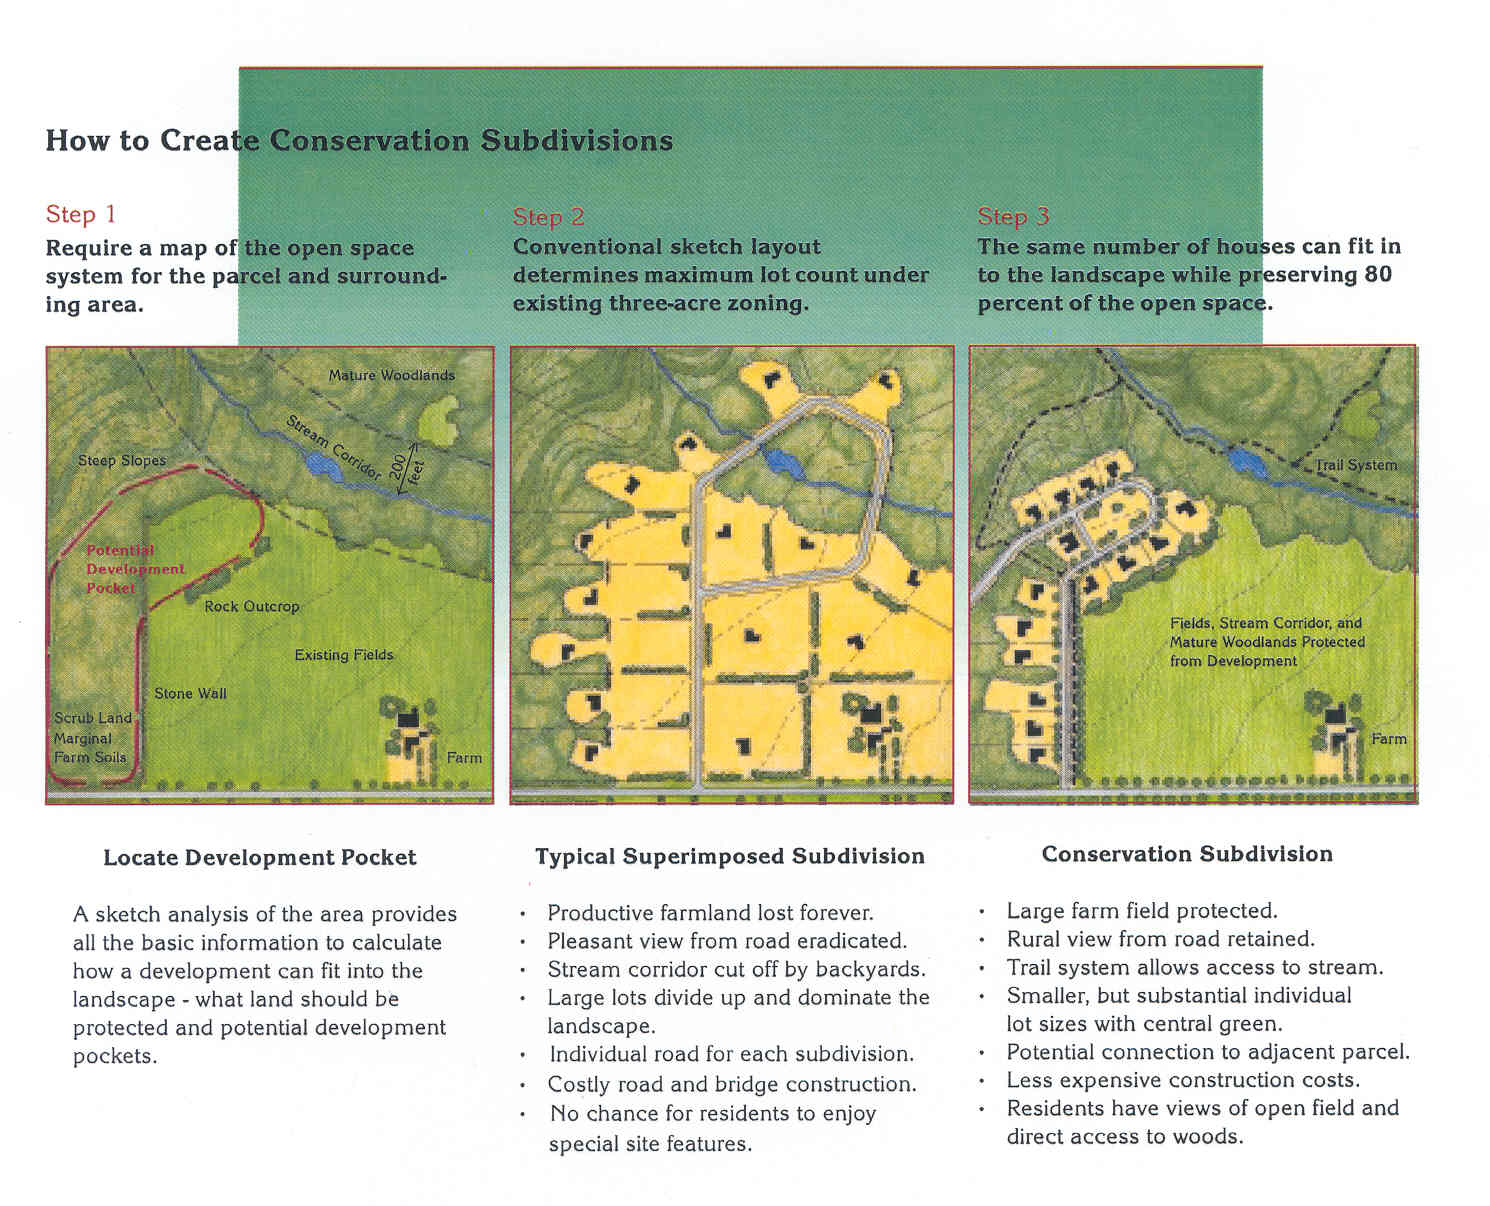 How to Create Conservation Subdivisions
Step 1
Require a map of the open space
system for the parcel and surround-
ing area.
Step 2
Conventional sketch layout
determines maximum lot count under
existing three-acre zoning.
Step 3
The same number of houses can fit in
to the landscape while preserving 80
percent of the open space.
Mature Woodlands
Stream Corridor
200
feet
Steep Slopes
Potential
Development
Pocket
Rock Outcrop
Existing Fields
Stone Wall
Scrub Land
Marginal
Farm Soils
Farm
Trail System
Fields, Stream Corridor, and
Mature Woodlands Protected
from Development
Farm
Locate Development Pocket
A sketch analysis of the area provides
all the basic information to calculate
how a development can fit into the
landscape - what land should be
protected and potential development
pockets.
Typical Superimposed Subdivision
• Productive farmland lost forever.
• Pleasant view from road eradicated.
• Stream corridor cut off by backyards.
• Large lots divide up and dominate the
landscape.
• Individual road for each subdivision.
• Costly road and bridge construction.
• No chance for residents to enjoy
special site features.
Conservation Subdivision
• Large farm field protected.
• Rural view from road retained.
• Trail system allows access to stream.
• Smaller, but substantial individual
lot sizes with central green.
• Potential connection to adjacent parcel.
• Less expensive construction costs.
• Residents have views of open field and
direct access to woods.